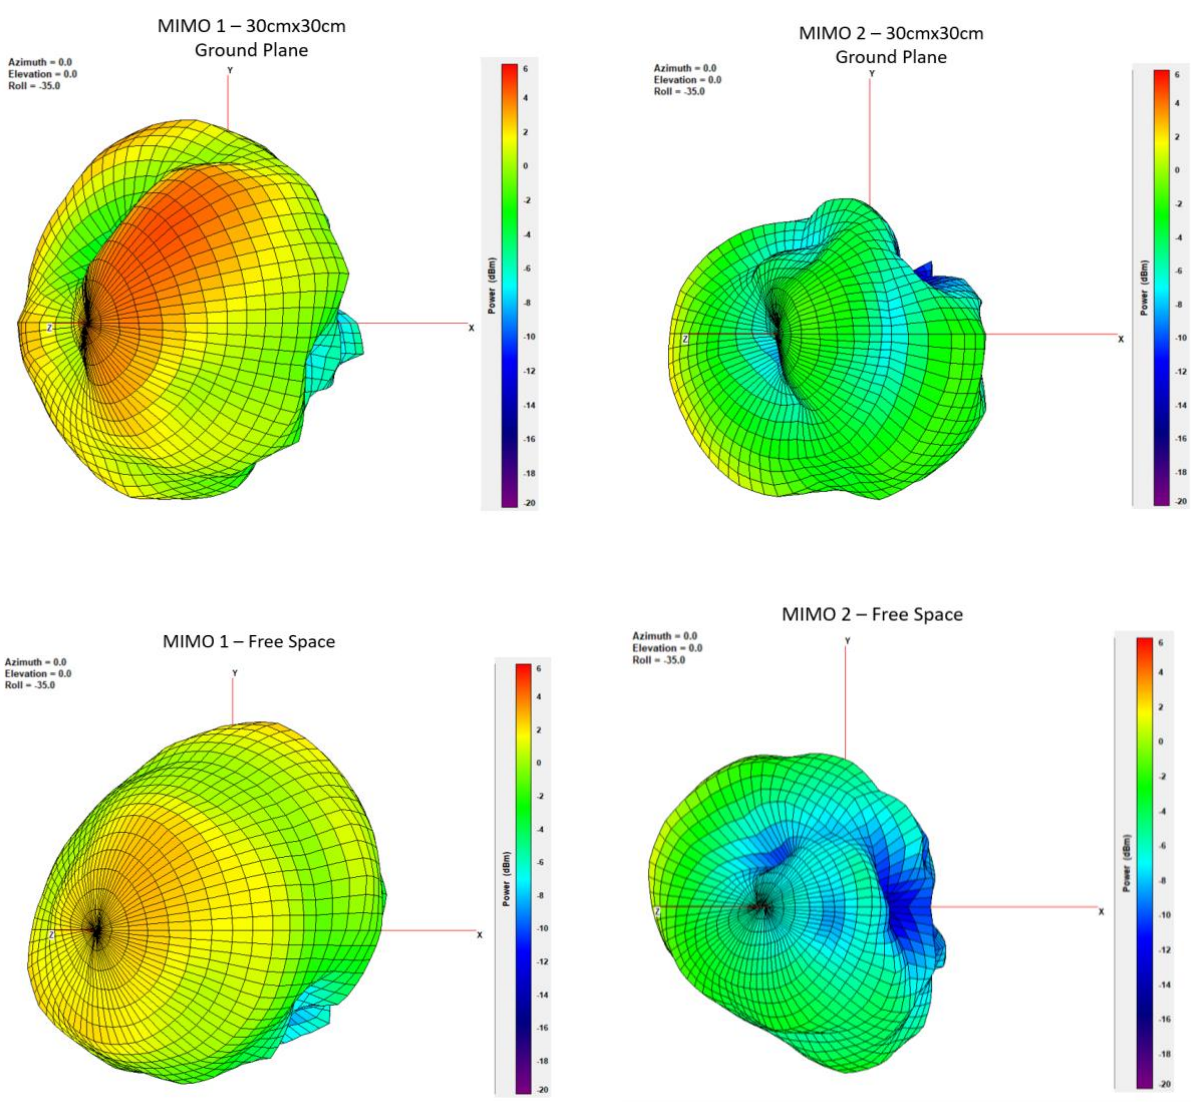 MIMO 1 – 30cmx30cm
Ground Plane
Azimuth = 0.0
Elevation = 0.0
Roll = -35.0
Y
X
Z
Power (dBm)
6
4
2
0
-2
-4
-6
-8
-10
-12
-14
-16
-18
-20
MIMO 2 – 30cmx30cm
Ground Plane
Azimuth = 0.0
Elevation = 0.0
Roll = -35.0
Y
X
Z
Power (dBm)
6
4
2
0
-2
-4
-6
-8
-10
-12
-14
-16
-18
-20
MIMO 1 – Free Space
Azimuth = 0.0
Elevation = 0.0
Roll = -35.0
Y
X
Z
Power (dBm)
6
4
2
0
-2
-4
-6
-8
-10
-12
-14
-16
-18
-20
MIMO 2 – Free Space
Azimuth = 0.0
Elevation = 0.0
Roll = -35.0
Y
X
Z
Power (dBm)
6
4
2
0
-2
-4
-6
-8
-10
-12
-14
-16
-18
-20